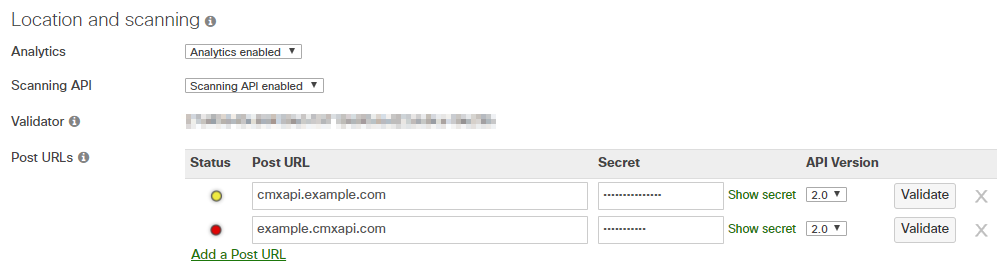 Location and scanning
Analytics Analytics enabled
Scanning API Scanning API enabled
Validator
Post URLs
Status Post URL Secret API Version
cmxapi.example.com •••••••••••••• Show secret 2.0 Validate X
example.cmxapi.com ••••••••••• Show secret 2.0 Validate X
Add a Post URL